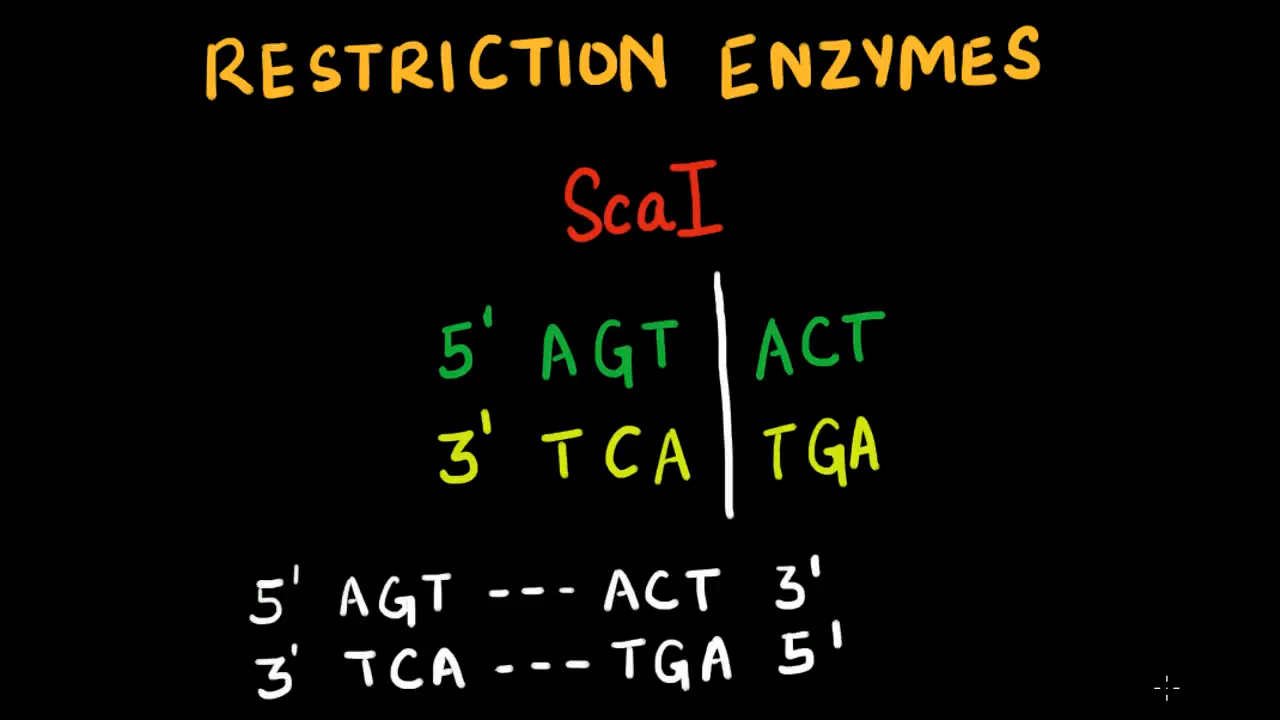 RESTRICTION ENZYMES
ScaI
5' AGT | ACT
3' TCA | TGA
5' AGT --- ACT 3'
3' TCA --- TGA 5'